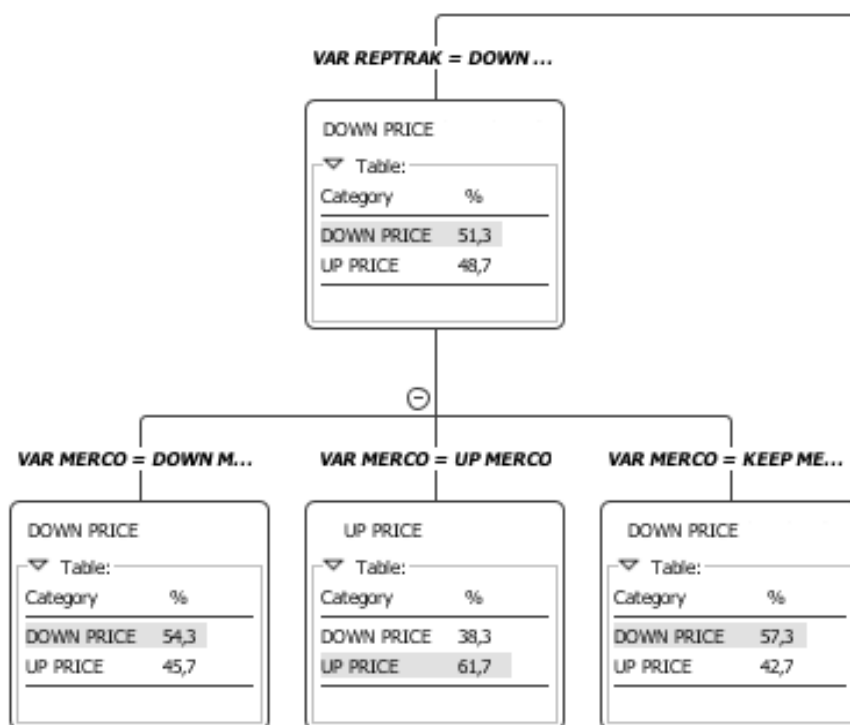 VAR REPTRAK = DOWN ...
DOWN PRICE
Table:
Category %
DOWN PRICE 51,3
UP PRICE 48,7
VAR MERCO = DOWN M...
DOWN PRICE
Table:
Category %
DOWN PRICE 54,3
UP PRICE 45,7
VAR MERCO = UP MERCO
UP PRICE
Table:
Category %
DOWN PRICE 38,3
UP PRICE 61,7
VAR MERCO = KEEP ME...
DOWN PRICE
Table:
Category %
DOWN PRICE 57,3
UP PRICE 42,7